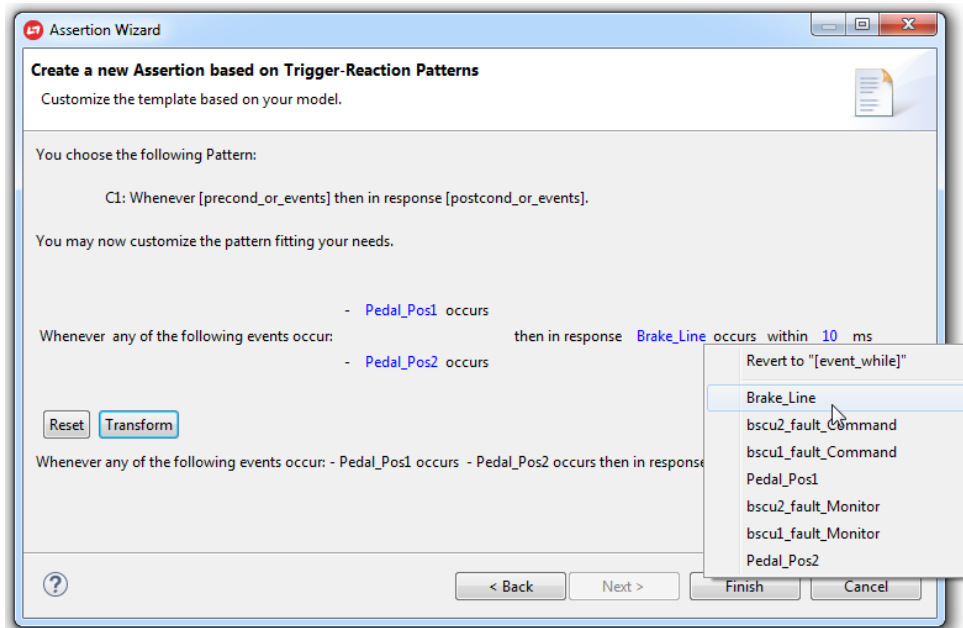 Assertion Wizard
Create a new Assertion based on Trigger-Reaction Patterns
Customize the template based on your model.
You choose the following Pattern:
C1: Whenever [precond_or_events] then in response [postcond_or_events].
You may now customize the pattern fitting your needs.
- Pedal_Pos1 occurs
Whenever any of the following events occur: then in response Brake_Line occurs within 10 ms
- Pedal_Pos2 occurs
Revert to "[event_while]"
Brake_Line
bscu2_fault_Command
bscu1_fault_Command
Pedal_Pos1
bscu2_fault_Monitor
bscu1_fault_Monitor
Pedal_Pos2
Reset Transform
Whenever any of the following events occur: - Pedal_Pos1 occurs - Pedal_Pos2 occurs then in response
? < Back Next > Finish Cancel